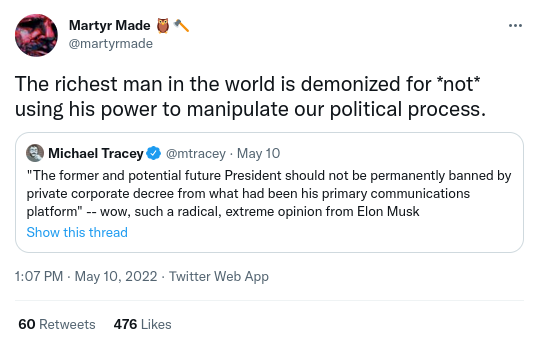 Martyr Made 🦉🪓
@martyrmade
The richest man in the world is demonized for *not*
using his power to manipulate our political process.
Michael Tracey @mtracey · May 10
"The former and potential future President should not be permanently banned by
private corporate decree from what had been his primary communications
platform" -- wow, such a radical, extreme opinion from Elon Musk
Show this thread
1:07 PM · May 10, 2022 · Twitter Web App
60 Retweets 476 Likes